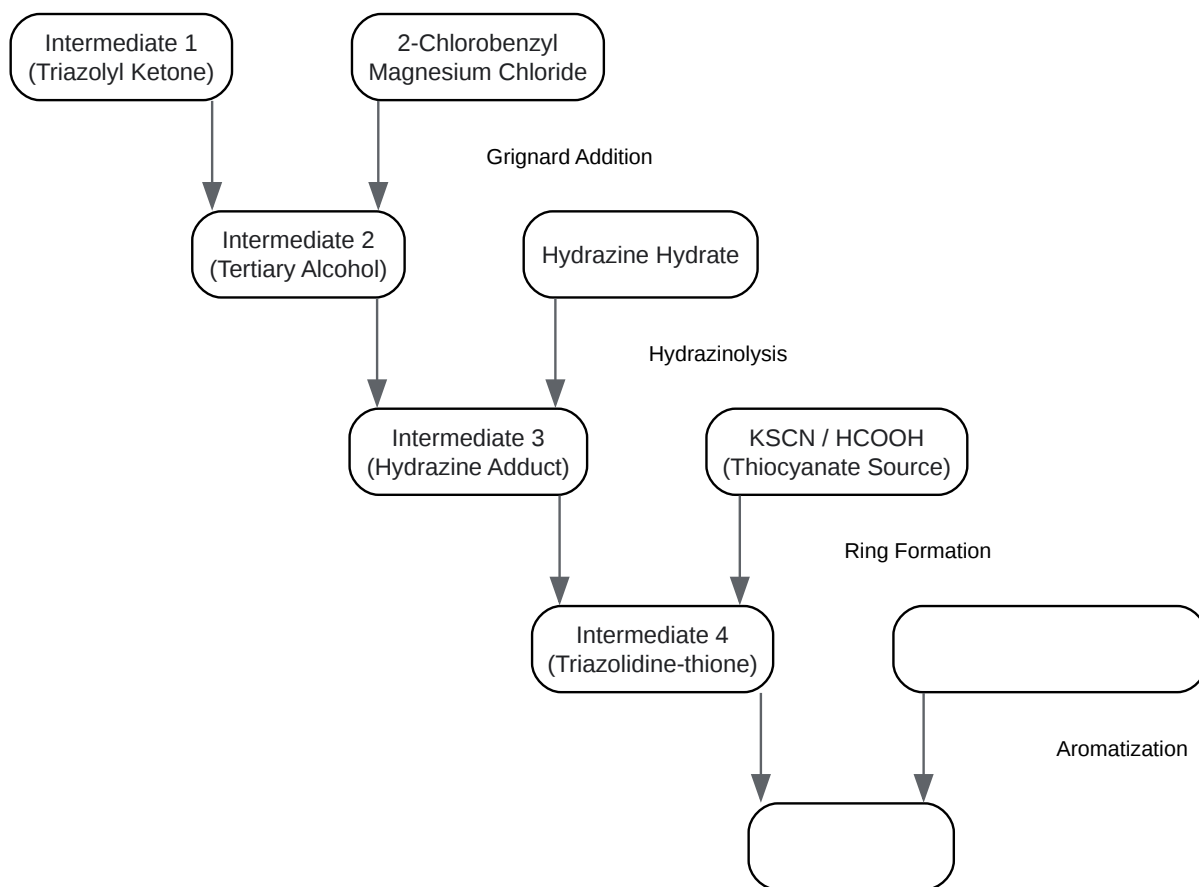 Intermediate 1
(Triazolyl Ketone)
2-Chlorobenzyl
Magnesium Chloride
Grignard Addition
Intermediate 2
(Tertiary Alcohol)
Hydrazine Hydrate
Hydrazinolysis
Intermediate 3
(Hydrazine Adduct)
KSCN / HCOOH
(Thiocyanate Source)
Ring Formation
Intermediate 4
(Triazolidine-thione)
Aromatization